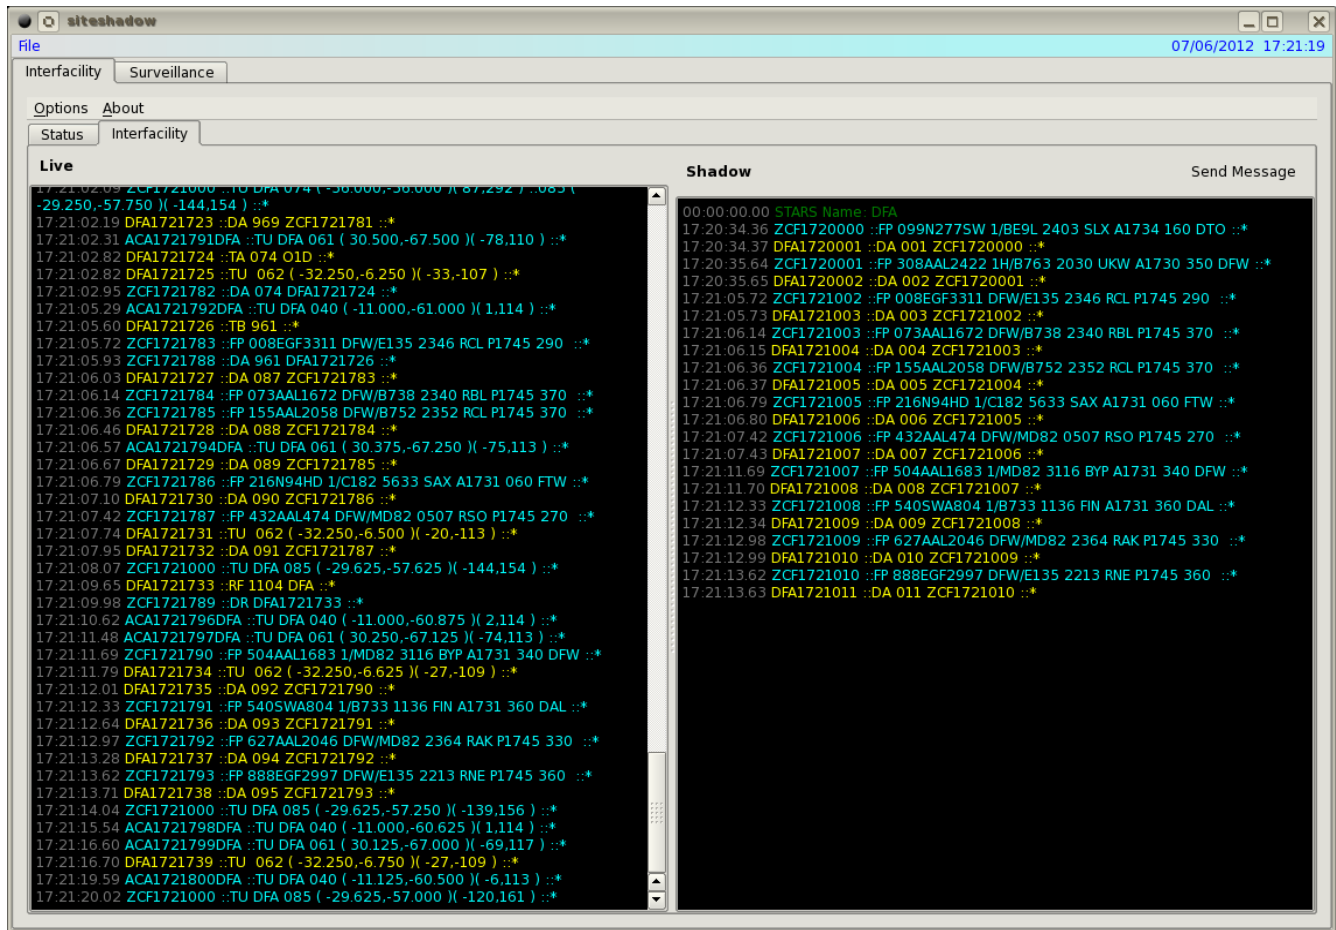 siteshadow
File
07/06/2012 17:21:19
Interfacility
Surveillance
Options
About
Status
Interfacility
Live
17:21:02.09 ZCF1721000 ::TU DFA 074 ( -56.000,-56.000 )( 87,292 ) ::085 (
-29.250,-57.750 )( -144,154 ) ::*
17:21:02.19 DFA1721723 ::DA 969 ZCF1721781 ::*
17:21:02.31 ACA1721791DFA ::TU DFA 061 ( 30.500,-67.500 )( -78,110 ) ::*
17:21:02.82 DFA1721724 ::TA 074 O1D ::*
17:21:02.82 DFA1721725 ::TU 062 ( -32.250,-6.250 )( -33,-107 ) ::*
17:21:02.95 ZCF1721782 ::DA 074 DFA1721724 ::*
17:21:05.29 ACA1721792DFA ::TU DFA 040 ( -11.000,-61.000 )( 1,114 ) ::*
17:21:05.60 DFA1721726 ::TB 961 ::*
17:21:05.72 ZCF1721783 ::FP 008EGF3311 DFW/E135 2346 RCL P1745 290 ::*
17:21:05.93 ZCF1721788 ::DA 961 DFA1721726 ::*
17:21:06.03 DFA1721727 ::DA 087 ZCF1721783 ::*
17:21:06.14 ZCF1721784 ::FP 073AAL1672 DFW/B738 2340 RBL P1745 370 ::*
17:21:06.36 ZCF1721785 ::FP 155AAL2058 DFW/B752 2352 RCL P1745 370 ::*
17:21:06.46 DFA1721728 ::DA 088 ZCF1721784 ::*
17:21:06.57 ACA1721794DFA ::TU DFA 061 ( 30.375,-67.250 )( -75,113 ) ::*
17:21:06.67 DFA1721729 ::DA 089 ZCF1721785 ::*
17:21:06.79 ZCF1721786 ::FP 216N94HD 1/C182 5633 SAX A1731 060 FTW ::*
17:21:07.10 DFA1721730 ::DA 090 ZCF1721786 ::*
17:21:07.42 ZCF1721787 ::FP 432AAL474 DFW/MD82 0507 RSO P1745 270 ::*
17:21:07.74 DFA1721731 ::TU 062 ( -32.250,-6.500 )( -20,-113 ) ::*
17:21:07.95 DFA1721732 ::DA 091 ZCF1721787 ::*
17:21:08.07 ZCF1721000 ::TU DFA 085 ( -29.625,-57.625 )( -144,154 ) ::*
17:21:09.65 DFA1721733 ::RF 1104 DFA ::*
17:21:09.98 ZCF1721789 ::DR DFA1721733 ::*
17:21:10.62 ACA1721796DFA ::TU DFA 040 ( -11.000,-60.875 )( 2,114 ) ::*
17:21:11.48 ACA1721797DFA ::TU DFA 061 ( 30.250,-67.125 )( -74,113 ) ::*
17:21:11.69 ZCF1721790 ::FP 504AAL1683 1/MD82 3116 BYP A1731 340 DFW ::*
17:21:11.79 DFA1721734 ::TU 062 ( -32.250,-6.625 )( -27,-109 ) ::*
17:21:12.01 DFA1721735 ::DA 092 ZCF1721790 ::*
17:21:12.33 ZCF1721791 ::FP 540SWA804 1/B733 1136 FIN A1731 360 DAL ::*
17:21:12.64 DFA1721736 ::DA 093 ZCF1721791 ::*
17:21:12.97 ZCF1721792 ::FP 627AAL2046 DFW/MD82 2364 RAK P1745 330 ::*
17:21:13.28 DFA1721737 ::DA 094 ZCF1721792 ::*
17:21:13.62 ZCF1721793 ::FP 888EGF2997 DFW/E135 2213 RNE P1745 360 ::*
17:21:13.71 DFA1721738 ::DA 095 ZCF1721793 ::*
17:21:14.04 ZCF1721000 ::TU DFA 085 ( -29.625,-57.250 )( -139,156 ) ::*
17:21:15.54 ACA1721798DFA ::TU DFA 040 ( -11.000,-60.625 )( 1,114 ) ::*
17:21:16.60 ACA1721799DFA ::TU DFA 061 ( 30.125,-67.000 )( -69,117 ) ::*
17:21:16.70 DFA1721739 ::TU 062 ( -32.250,-6.750 )( -27,-109 ) ::*
17:21:19.59 ACA1721800DFA ::TU DFA 040 ( -11.125,-60.500 )( -6,113 ) ::*
17:21:20.02 ZCF1721000 ::TU DFA 085 ( -29.625,-57.000 )( -120,161 ) ::*
Shadow
Send Message
00:00:00.00 STARS Name: DFA
17:20:34.36 ZCF1720000 ::FP 099N277SW 1/BE9L 2403 SLX A1734 160 DTO ::*
17:20:34.37 DFA1720001 ::DA 001 ZCF1720000 ::*
17:20:35.64 ZCF1720001 ::FP 308AAL2422 1H/B763 2030 UKW A1730 350 DFW ::*
17:20:35.65 DFA1720002 ::DA 002 ZCF1720001 ::*
17:21:05.72 ZCF1721002 ::FP 008EGF3311 DFW/E135 2346 RCL P1745 290 ::*
17:21:05.73 DFA1721003 ::DA 003 ZCF1721002 ::*
17:21:06.14 ZCF1721003 ::FP 073AAL1672 DFW/B738 2340 RBL P1745 370 ::*
17:21:06.15 DFA1721004 ::DA 004 ZCF1721003 ::*
17:21:06.36 ZCF1721004 ::FP 155AAL2058 DFW/B752 2352 RCL P1745 370 ::*
17:21:06.37 DFA1721005 ::DA 005 ZCF1721004 ::*
17:21:06.79 ZCF1721005 ::FP 216N94HD 1/C182 5633 SAX A1731 060 FTW ::*
17:21:06.80 DFA1721006 ::DA 006 ZCF1721005 ::*
17:21:07.42 ZCF1721006 ::FP 432AAL474 DFW/MD82 0507 RSO P1745 270 ::*
17:21:07.43 DFA1721007 ::DA 007 ZCF1721006 ::*
17:21:11.69 ZCF1721007 ::FP 504AAL1683 1/MD82 3116 BYP A1731 340 DFW ::*
17:21:11.70 DFA1721008 ::DA 008 ZCF1721007 ::*
17:21:12.33 ZCF1721008 ::FP 540SWA804 1/B733 1136 FIN A1731 360 DAL ::*
17:21:12.34 DFA1721009 ::DA 009 ZCF1721008 ::*
17:21:12.98 ZCF1721009 ::FP 627AAL2046 DFW/MD82 2364 RAK P1745 330 ::*
17:21:12.99 DFA1721010 ::DA 010 ZCF1721009 ::*
17:21:13.62 ZCF1721010 ::FP 888EGF2997 DFW/E135 2213 RNE P1745 360 ::*
17:21:13.63 DFA1721011 ::DA 011 ZCF1721010 ::*